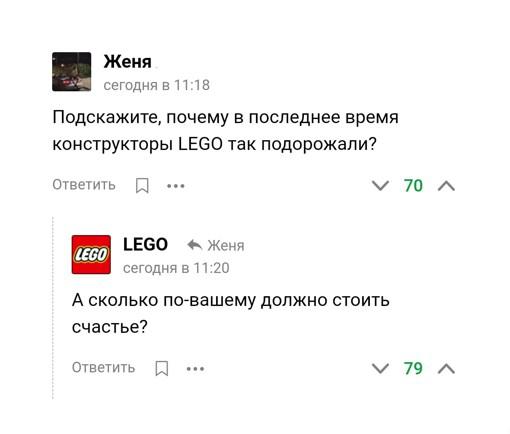 Женя
сегодня в 11:18
Подскажите, почему в последнее время
конструкторы LEGO так подорожали?
Ответить 70
LEGO
LEGO Женя
сегодня в 11:20
А сколько по-вашему должно стоить
счастье?
Ответить 79